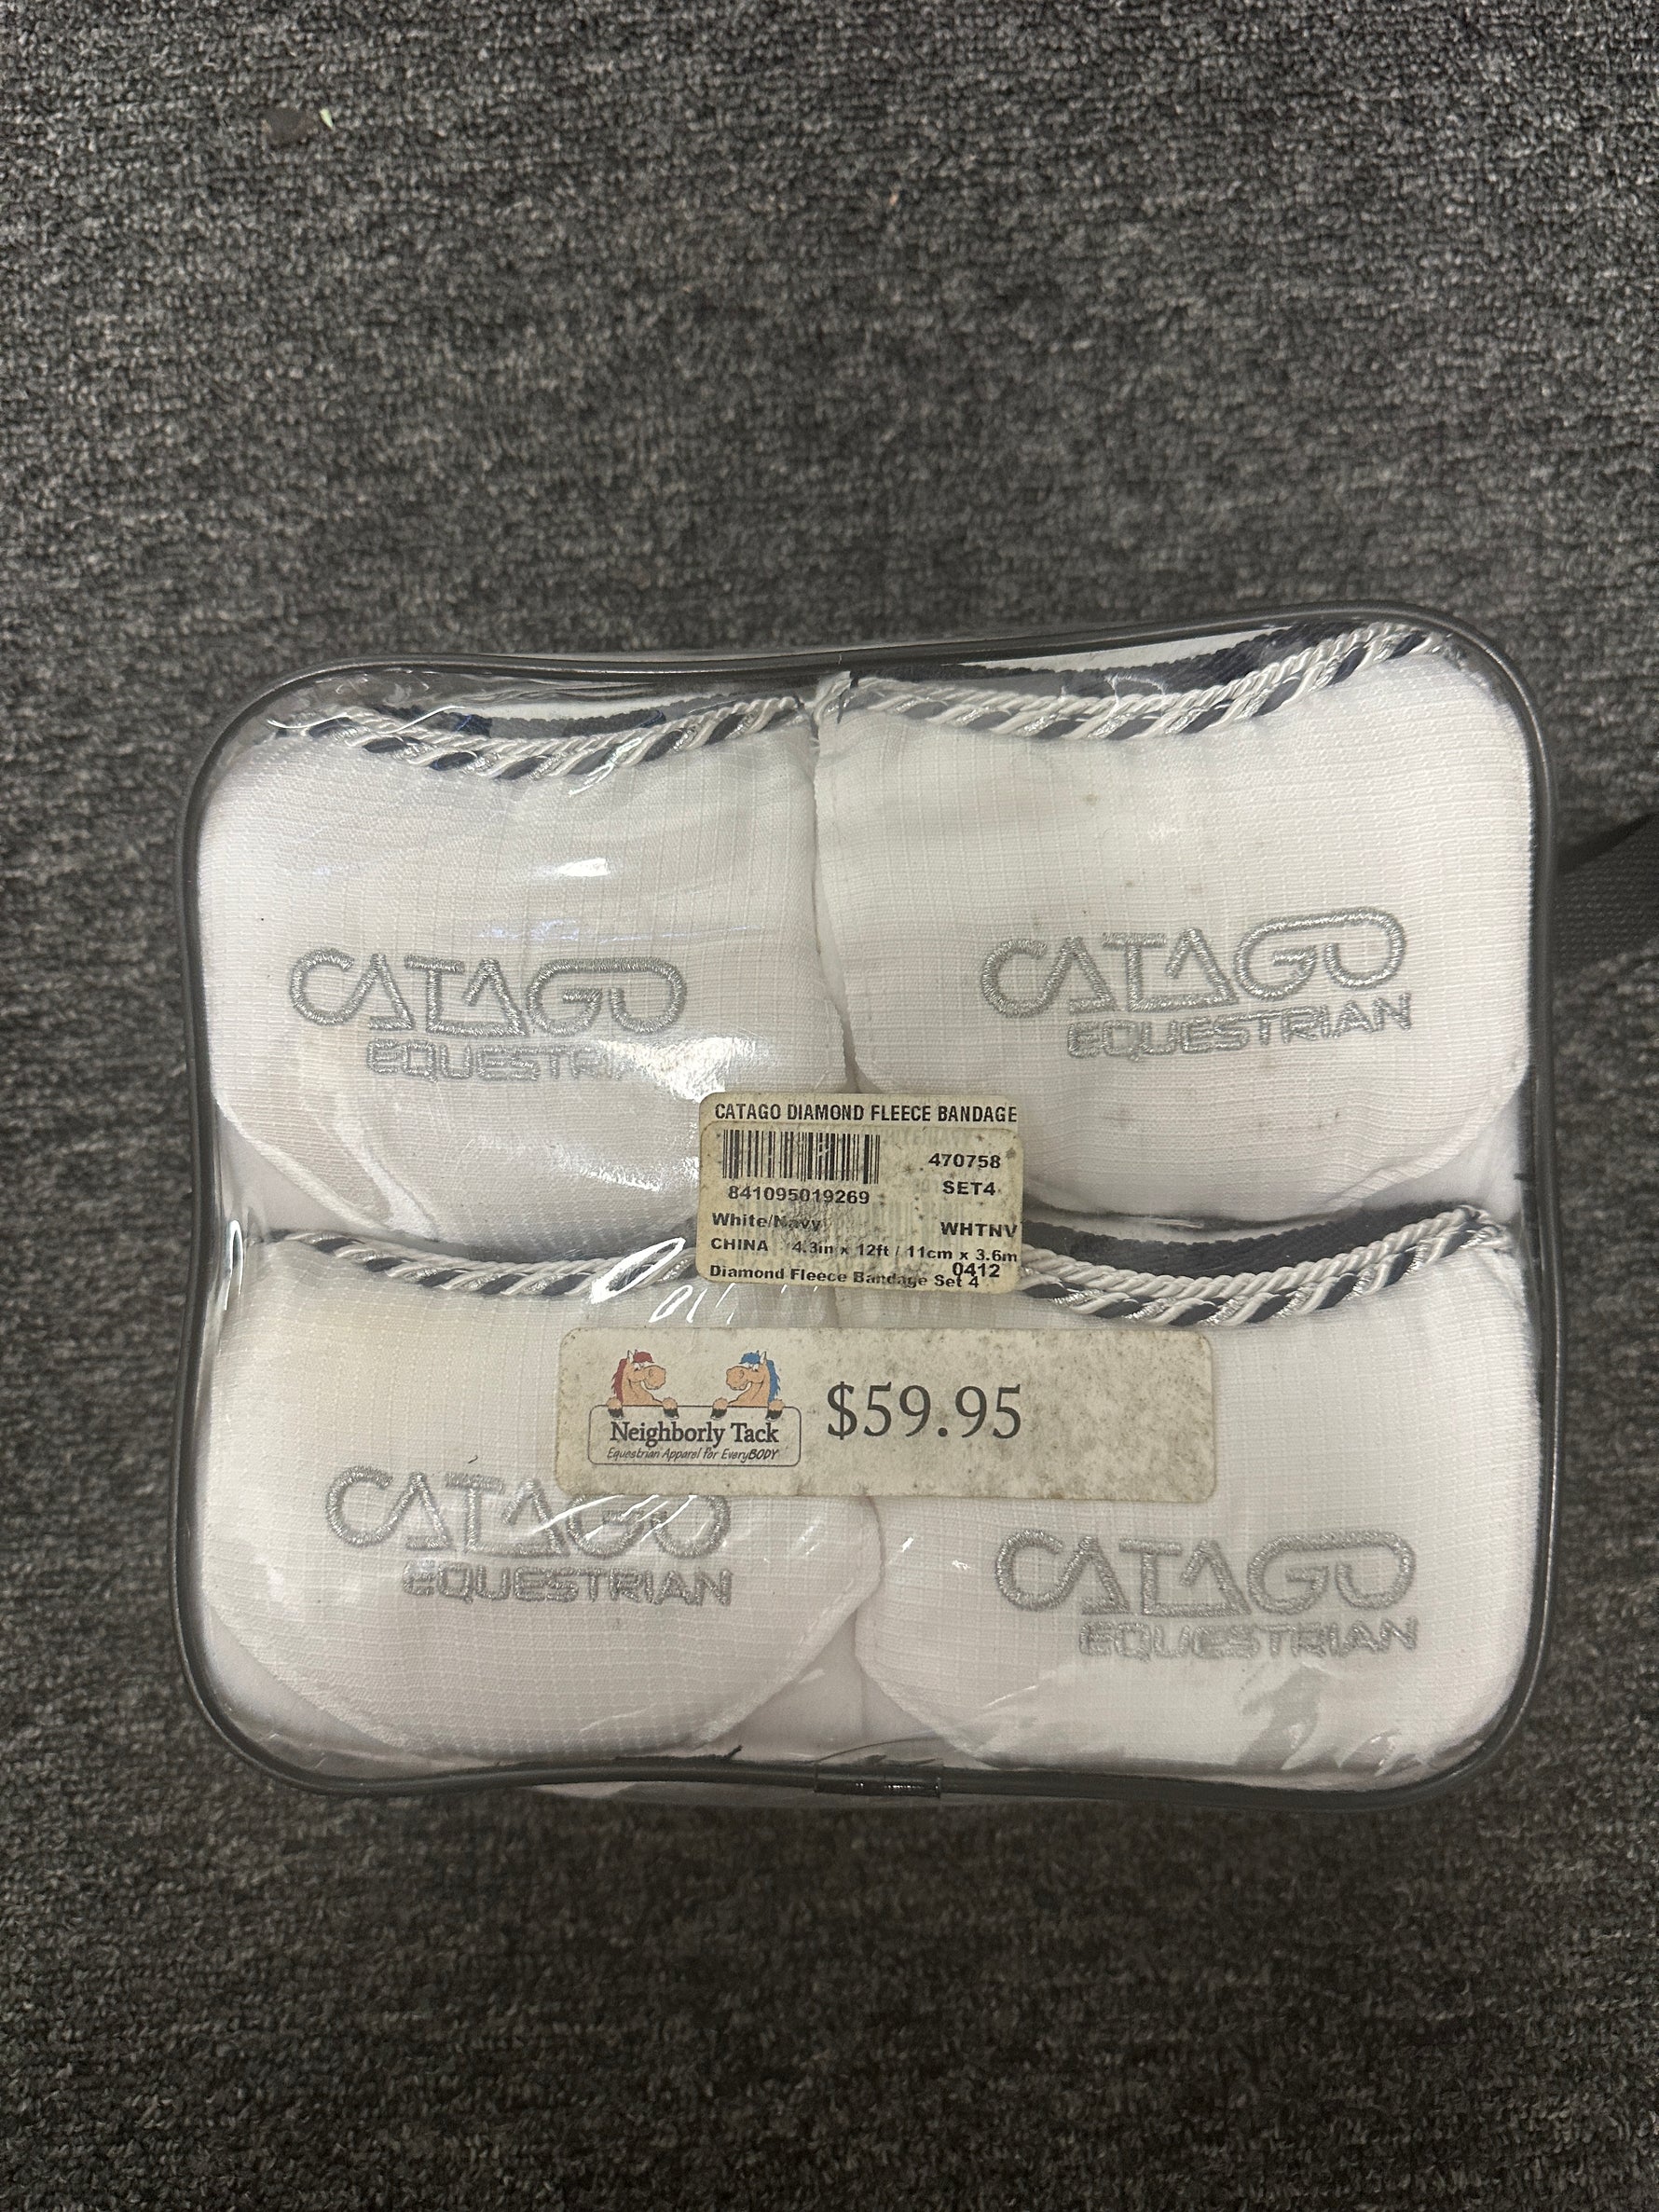 CATAGO
EQUESTRIAN
CATAGO
EQUESTRIAN
CATAGO DIAMOND FLEECE BANDAGE
470758
841095019269
SET4
White/Navy
WHTNV
CHINA 4.3in x 12ft / 11cm x 3.6m
0412
Diamond Fleece Bandage Set 4
Neighborly Tack
Equestrian Apparel for EveryBODY
$59.95
CATAGO
EQUESTRIAN
CATAGO
EQUESTRIAN